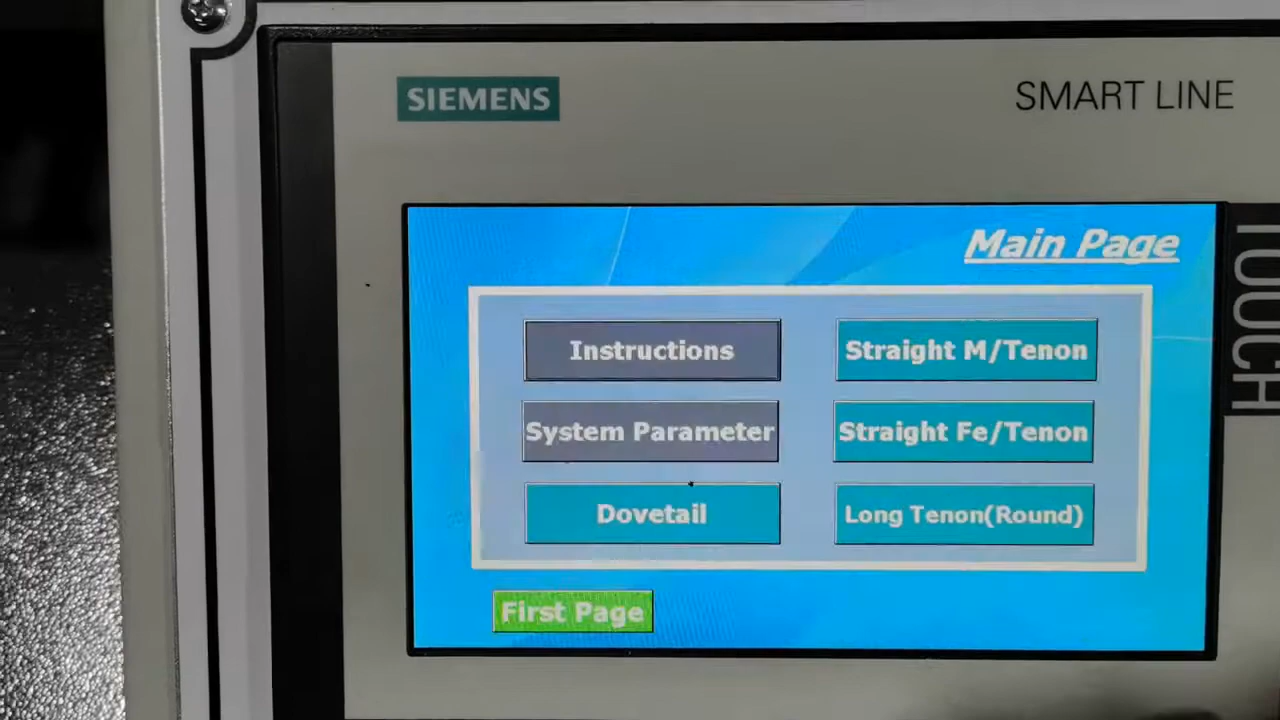 SIEMENS
SMART LINE
TOUCH
Main Page
Instructions
Straight M/Tenon
System Parameter
Straight Fe/Tenon
Dovetail
Long Tenon(Round)
First Page